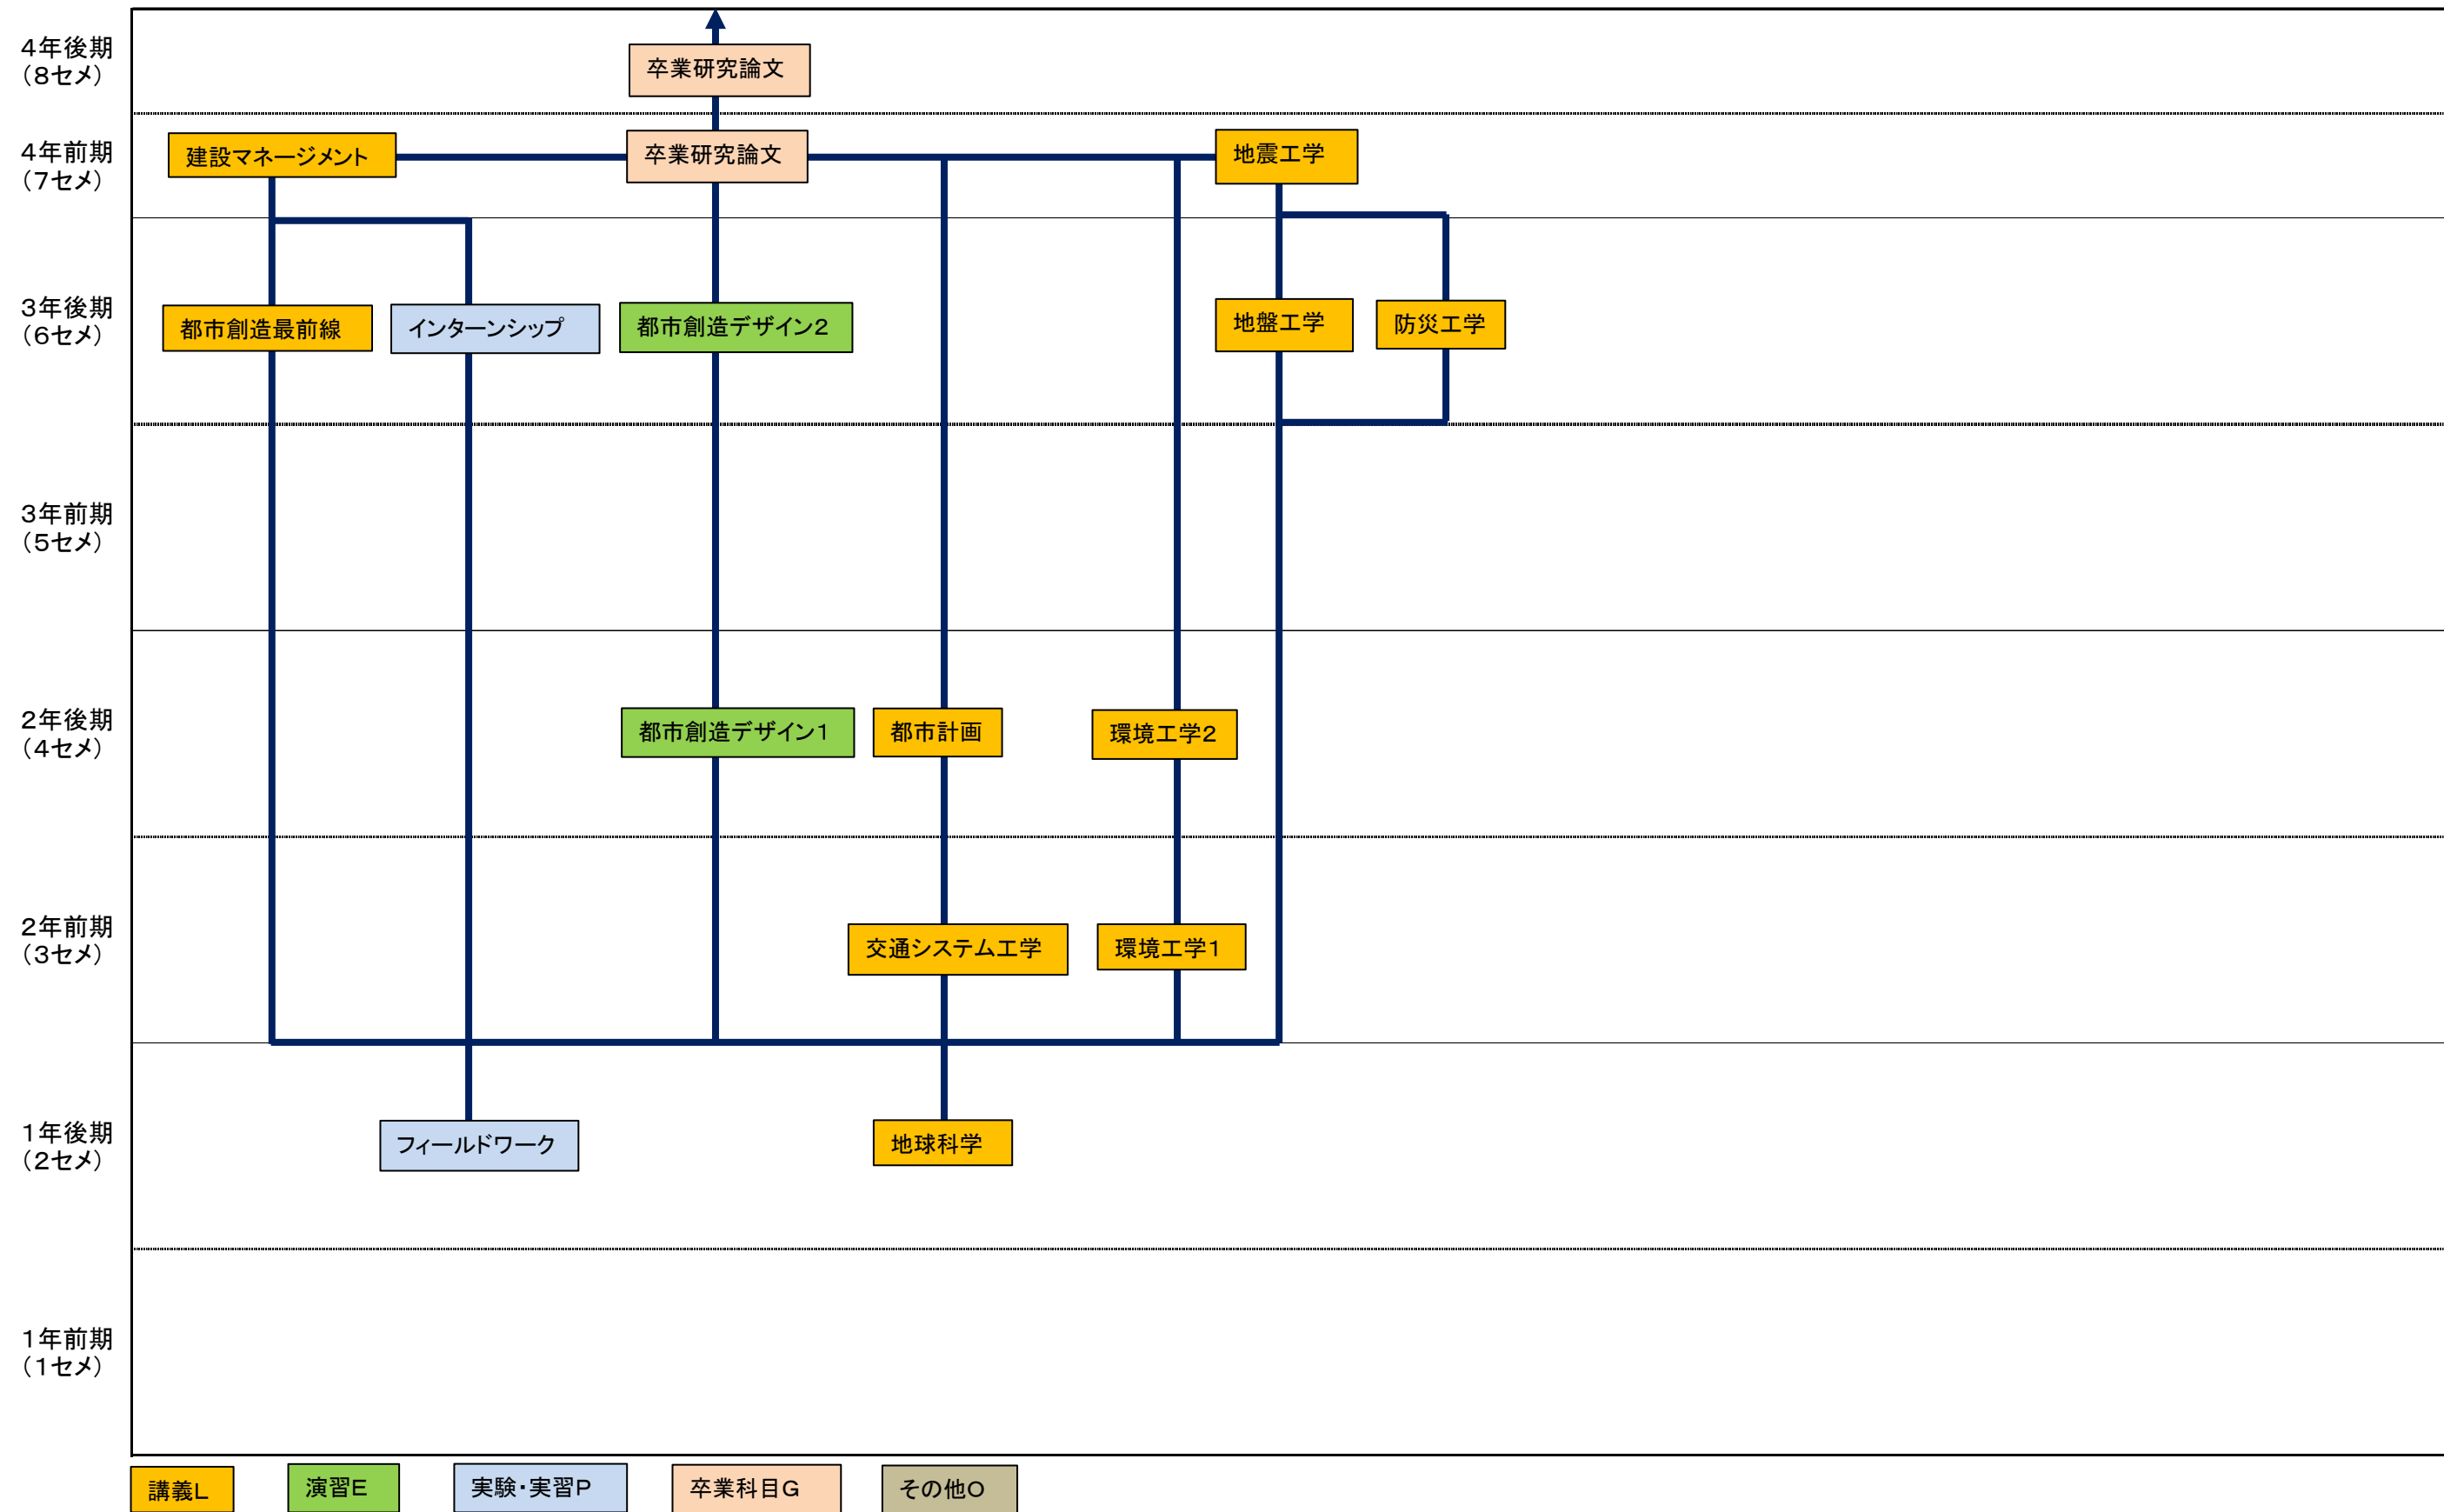 4年後期
(8セメ)
卒業研究論文
4年前期
(7セメ)
建設マネージメント
卒業研究論文
地震工学
3年後期
(6セメ)
都市創造最前線
インターンシップ
都市創造デザイン2
地盤工学
防災工学
3年前期
(5セメ)
2年後期
(4セメ)
都市創造デザイン1
都市計画
環境工学2
2年前期
(3セメ)
交通システム工学
環境工学1
1年後期
(2セメ)
フィールドワーク
地球科学
1年前期
(1セメ)
講義L
演習E
実験・実習P
卒業科目G
その他O